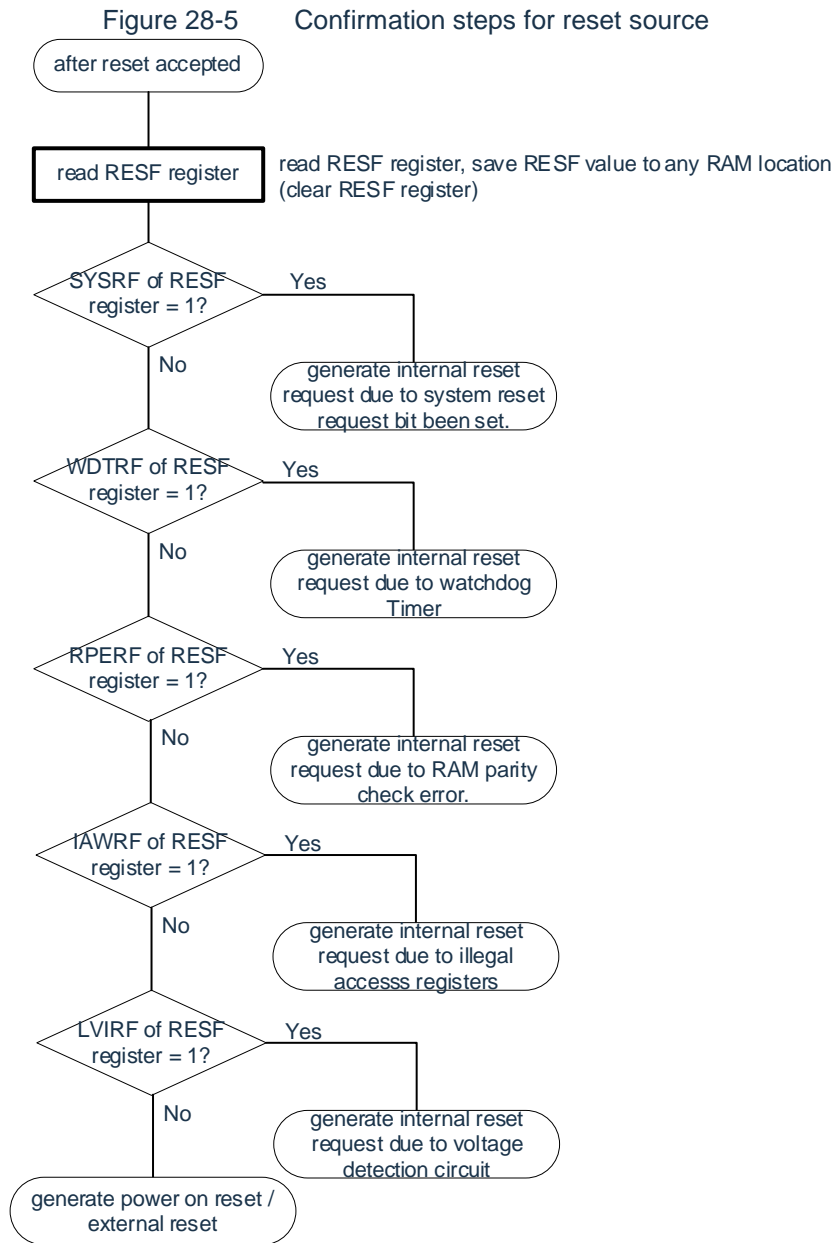 Figure 28-5 Confirmation steps for reset source
after reset accepted
read RESF register
read RESF register, save RESF value to any RAM location
(clear RESF register)
SYSRF of RESF
register = 1?
Yes
No
generate internal reset
request due to system reset
request bit been set.
WDTRF of RESF
register = 1?
Yes
No
generate internal reset
request due to watchdog
Timer
RPERF of RESF
register = 1?
Yes
No
generate internal reset
request due to RAM parity
check error.
IAWRF of RESF
register = 1?
Yes
No
generate internal reset
request due to illegal
accesss registers
LVIRF of RESF
register = 1?
Yes
No
generate internal reset
request due to voltage
detection circuit
generate power on reset /
external reset